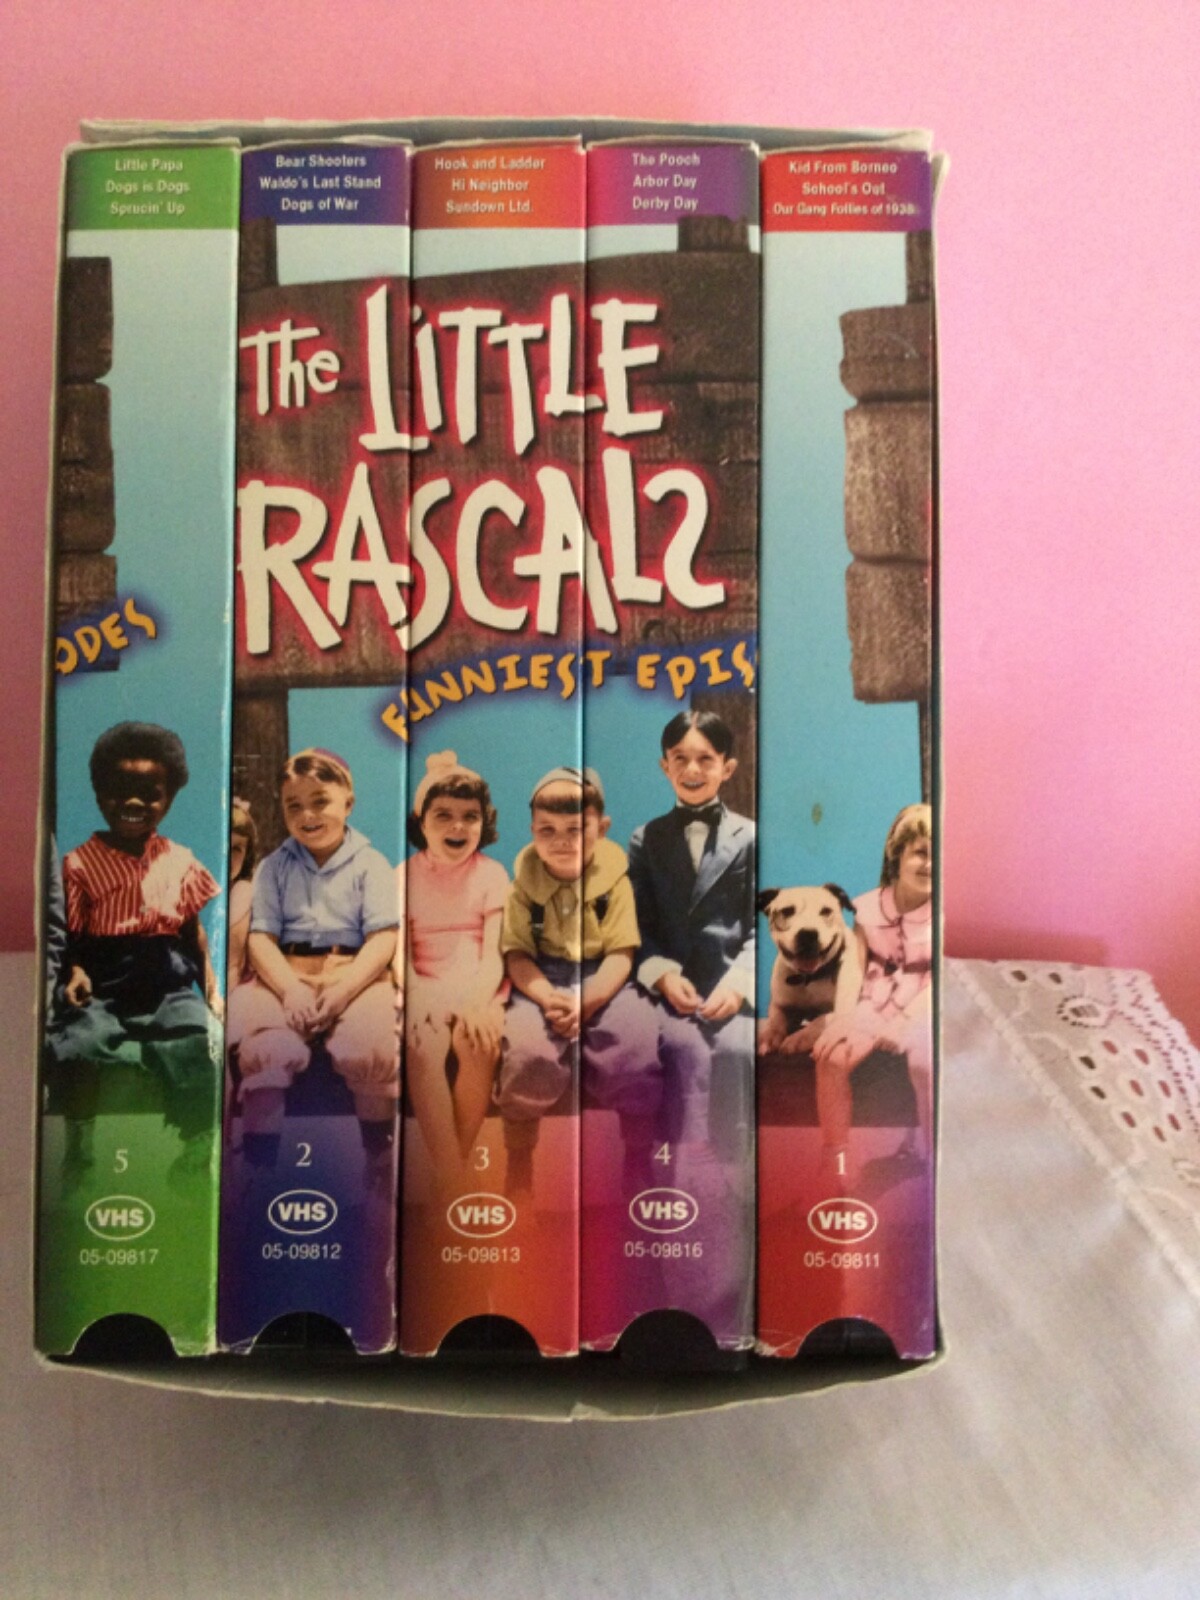 Little Papa
Dogs is Dogs
Sprucin' Up
Bear Shooters
Waldo's Last Stand
Dogs of War
Hook and Ladder
Hi Neighbor
Sundown Ltd.
The Pooch
Arbor Day
Derby Day
Kid From Borneo
School's Out
Our Gang Follies of 1938
The LITTLE
RASCALS
ODES
FUNNIEST EPIS
5
VHS
05-09817
2
VHS
05-09812
3
VHS
05-09813
4
VHS
05-09816
1
VHS
05-09811